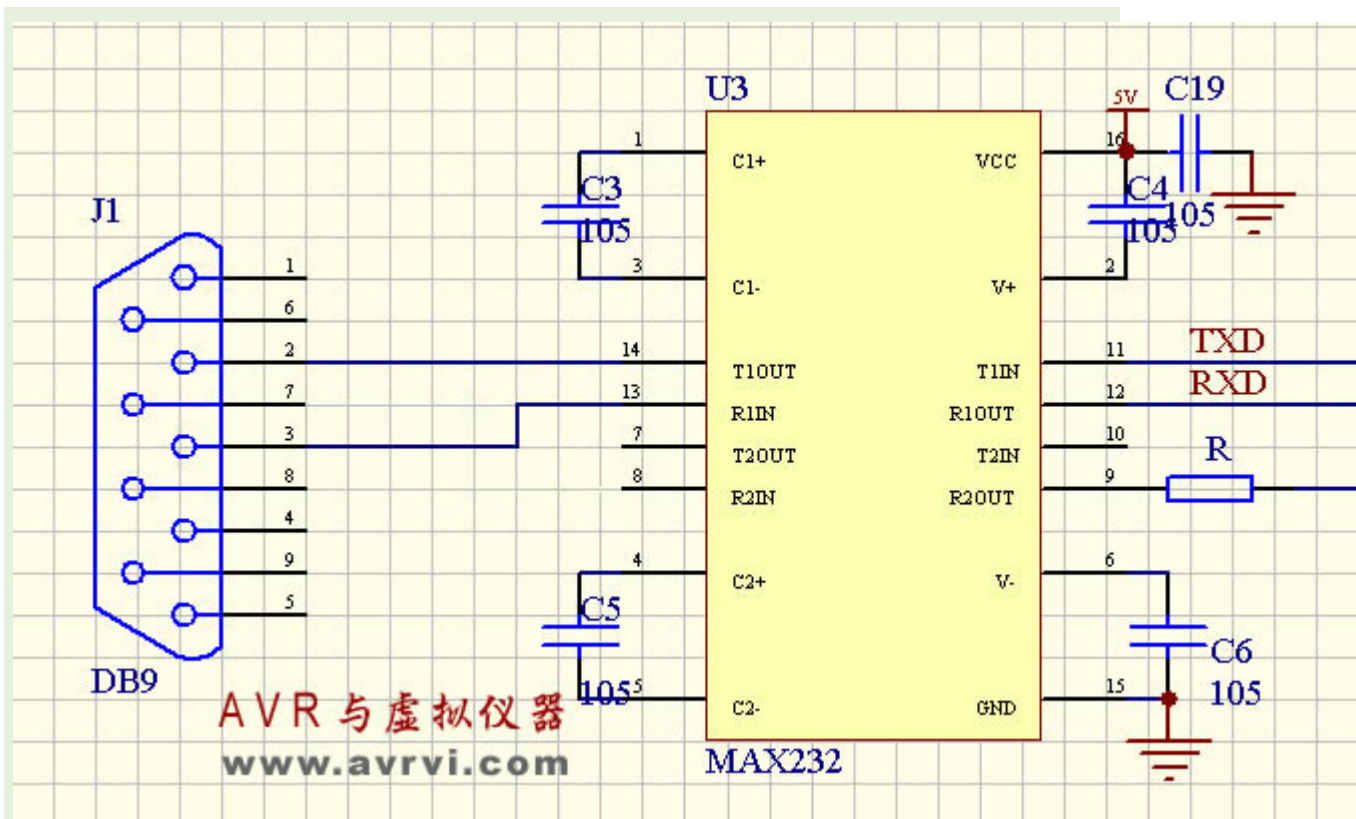 U3
5V
C19
1
C1+
VCC
16
C3
105
C4
105
105
J1
3
C1-
V+
2
1
6
2
14
T1OUT
T1IN
11
TXD
7
13
R1IN
R1OUT
12
RXD
3
7
T2OUT
T2IN
10
R
8
8
R2IN
R2OUT
9
4
9
4
C2+
V-
6
5
C5
105
C6
105
DB9
5
C2-
GND
15
AVR与虚拟仪器
www.avrvi.com
MAX232